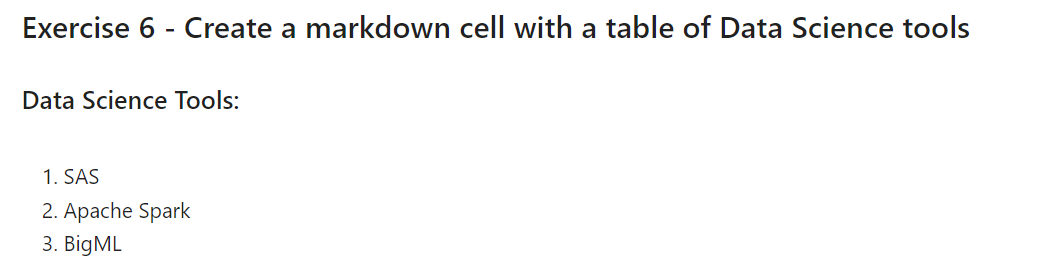 Exercise 6 - Create a markdown cell with a table of Data Science tools
Data Science Tools:
1. SAS
2. Apache Spark
3. BigML